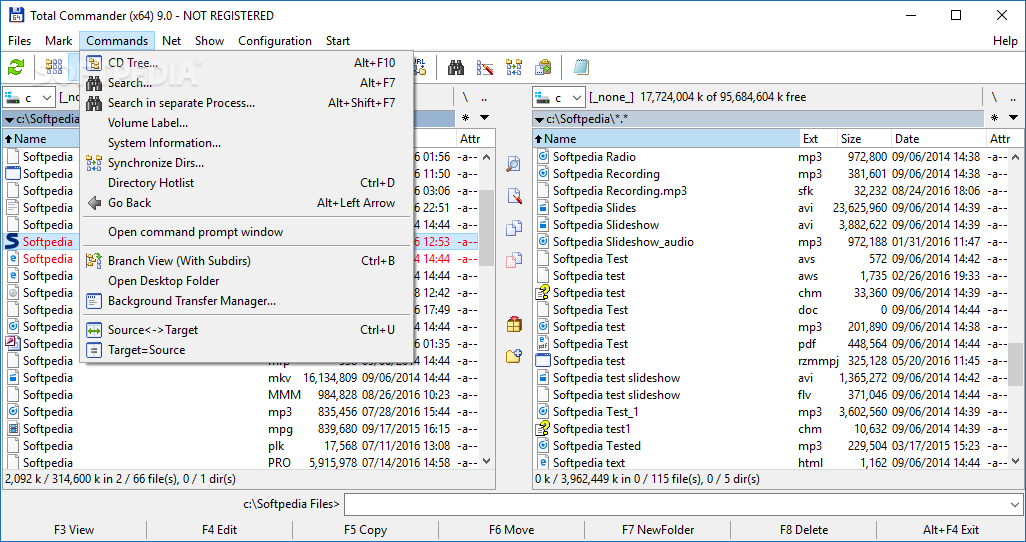 Total Commander (x64) 9.0 - NOT REGISTERED
Files Mark Commands Net Show Configuration Start Help
CD Tree... Alt+F10
Search... Alt+F7
Search in separate Process... Alt+Shift+F7
Volume Label...
System Information...
Synchronize Dirs...
Directory Hotlist Ctrl+D
Go Back Alt+Left Arrow
Open command prompt window
Branch View (With Subdirs) Ctrl+B
Open Desktop Folder
Background Transfer Manager...
Source<->Target Ctrl+U
Target=Source
SOFTPEDIA
URL
c [_none_] \ ..
c:\Softpedia * ▼
Name Attr
Softpedia 6 01:56 -a--
Softpedia 6 11:50 -a--
Softpedia 6 03:06 -a--
Softpedia 6 22:51 -a--
Softpedia 4 14:44 -a--
Softpedia 6 12:53 -a--
Softpedia 4 14:44 -a--
Softpedia 4 14:44 -a--
Softpedia 8 12:42 -a--
Softpedia 6 17:49 -a--
Softpedia 4 14:44 -a--
Softpedia 6 01:35 -a--
Softpedia 14:44 -a--
Softpedia mkv 16,134,809 09/06/2014 14:44 -a--
Softpedia MMM 984,828 08/26/2016 10:23 -a--
Softpedia mp3 835,456 07/28/2016 15:44 -a--
Softpedia mpg 839,680 09/17/2015 16:15 -a--
Softpedia plk 17,568 07/11/2016 13:08 -a--
Softpedia PRO 5,915,978 07/14/2016 14:58 -a--
2,092 k / 314,600 k in 2 / 66 file(s), 0 / 1 dir(s)
c [_none_] 17,724,004 k of 95,684,604 k free \ ..
c:\Softpedia\*.* * ▼
Name Ext Size Date Attr
Softpedia Radio mp3 972,800 09/06/2014 14:38 -a--
Softpedia Recording mp3 381,601 09/06/2014 14:38 -a--
Softpedia Recording.mp3 sfk 32,232 08/24/2016 18:06 -a--
Softpedia Slides avi 23,625,960 09/06/2014 14:39 -a--
Softpedia Slideshow avi 3,882,622 09/06/2014 14:39 -a--
Softpedia Slideshow_audio mp3 972,188 01/31/2016 11:47 -a--
Softpedia Test avs 572 09/06/2014 14:42 -a--
Softpedia test aws 1,735 02/26/2016 19:33 -a--
Softpedia test chm 33,360 09/06/2014 14:39 -a--
Softpedia Test doc 0 09/06/2014 14:44 -a--
Softpedia test mp3 201,890 09/06/2014 14:38 -a--
Softpedia Test pdf 448,564 09/06/2014 14:44 -a--
Softpedia test rzmmpj 325,128 05/20/2016 11:45 -a--
Softpedia test slideshow avi 1,365,272 09/06/2014 14:42 -a--
Softpedia test slideshow flv 371,046 09/06/2014 14:44 -a--
Softpedia Test_1 mp3 3,602,560 09/06/2014 14:39 -a--
Softpedia test1 chm 10,632 09/06/2014 14:39 -a--
Softpedia Tested mp3 229,504 03/17/2015 15:23 -a--
Softpedia text html 1,162 09/06/2014 14:44 -a--
0 k / 3,962,449 k in 0 / 115 file(s), 0 / 5 dir(s)
c:\Softpedia Files>
F3 View F4 Edit F5 Copy F6 Move F7 NewFolder F8 Delete Alt+F4 Exit